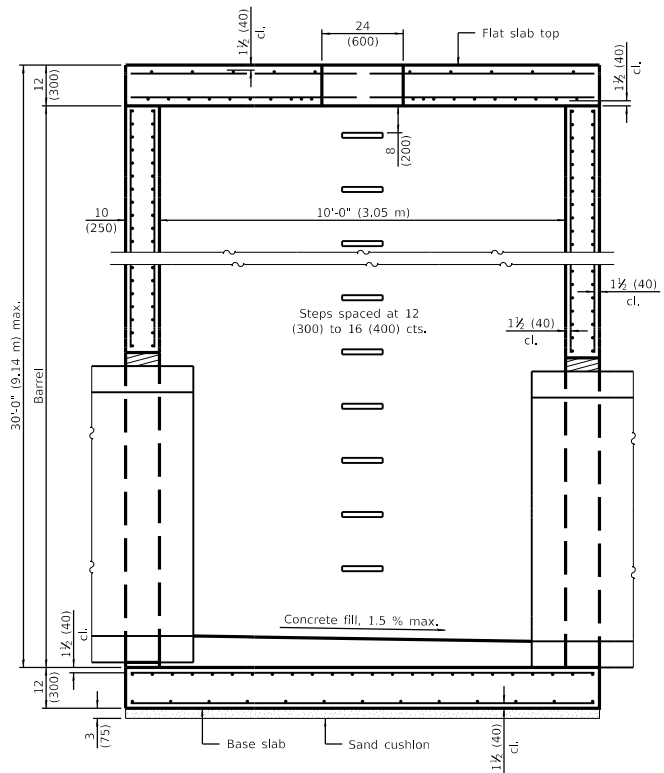 24
(600)
1½ (40)
cl.
Flat slab top
1½ (40)
cl.
12
(300)
8
(200)
10
(250)
10'-0" (3.05 m)
1½ (40)
cl.
Steps spaced at 12
(300) to 16 (400) cts.
1½ (40)
cl.
30'-0" (9.14 m) max.
Barrel
Concrete fill, 1.5 % max.
1½ (40)
cl.
12
(300)
3
(75)
Base slab
Sand cushlon
1½ (40)
cl.